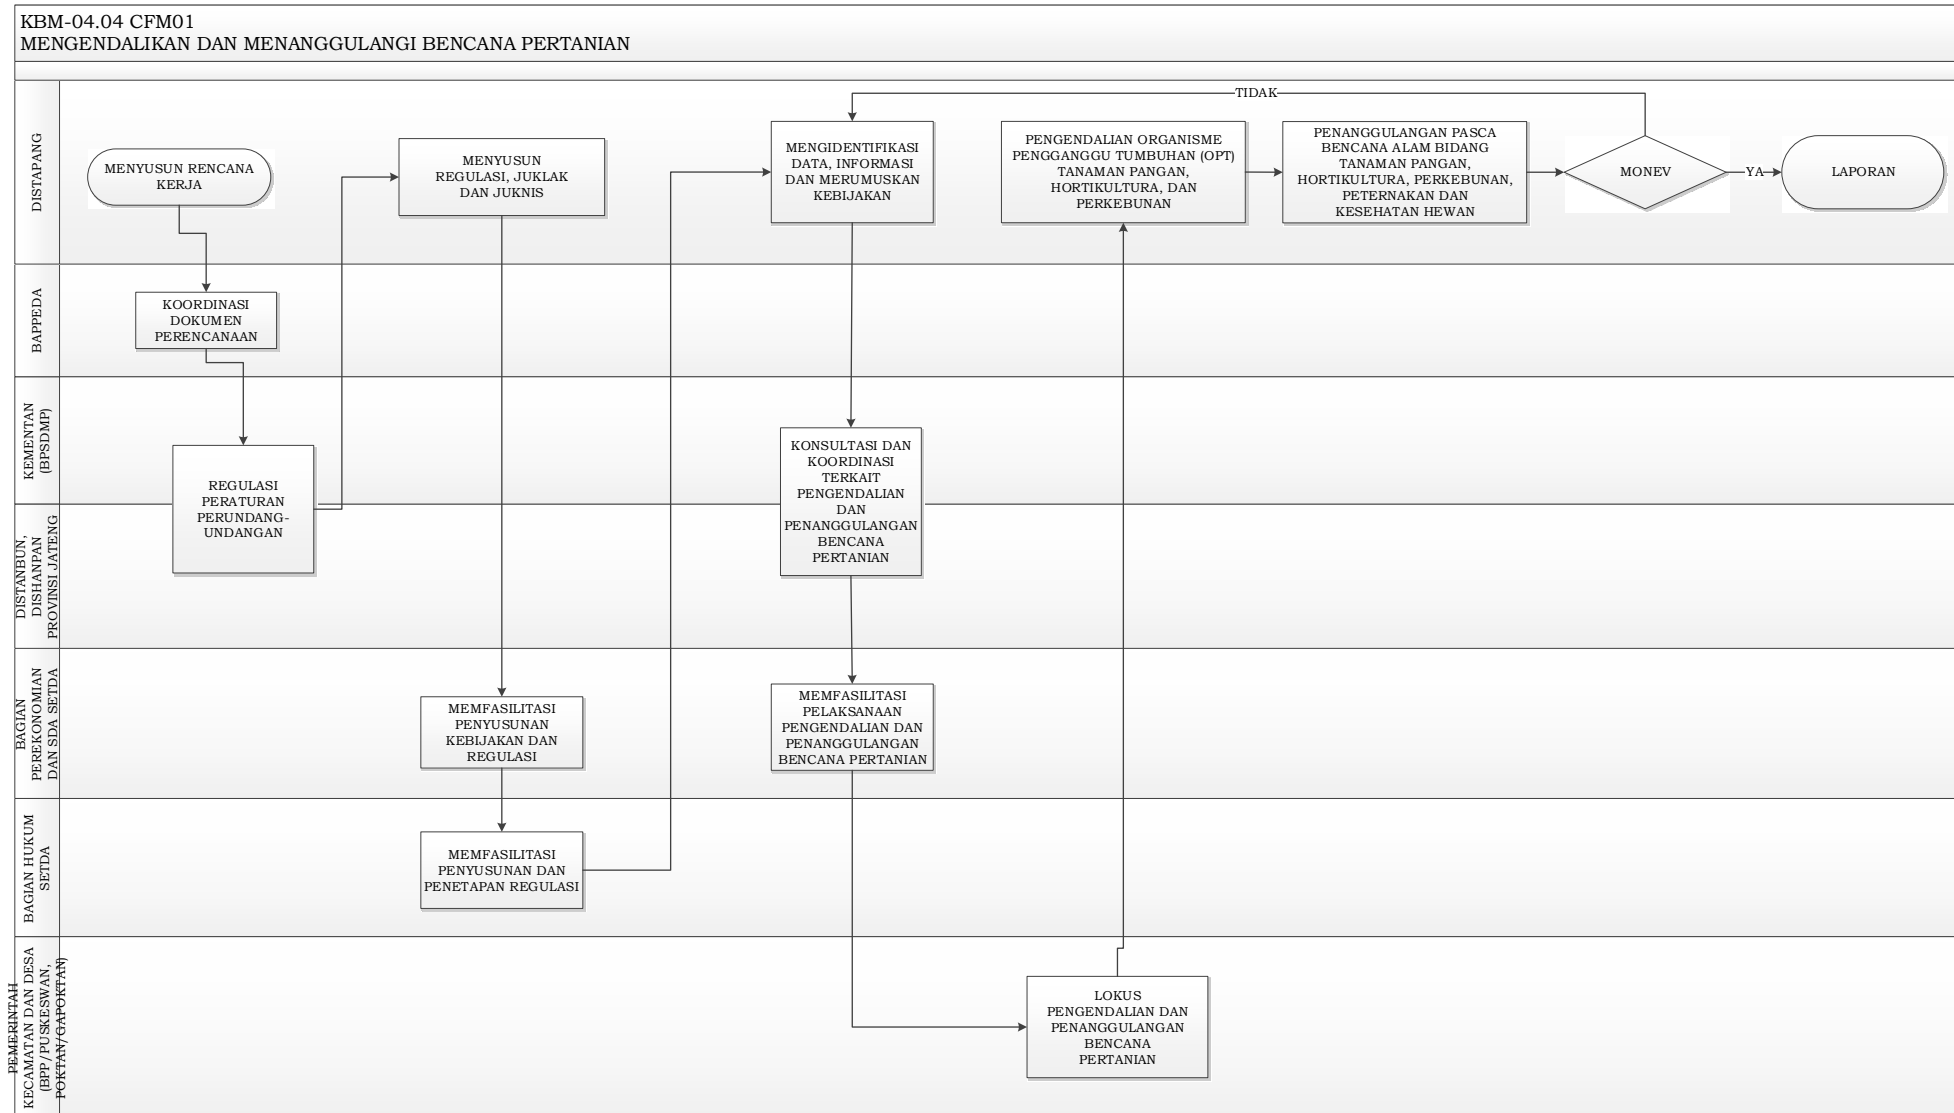 KBM-04.04 CFM01
MENGENDALIKAN DAN MENANGGULANGI BENCANA PERTANIAN
DISTAPANG
MENYUSUN RENCANA
KERJA
MENYUSUN
REGULASI, JUKLAK
DAN JUKNIS
TIDAK
MENGIDENTIFIKASI
DATA, INFORMASI
DAN MERUMUSKAN
KEBIJAKAN
PENGENDALIAN ORGANISME
PENGGANGGU TUMBUHAN (OPT)
TANAMAN PANGAN,
HORTIKULTURA, DAN
PERKEBUNAN
PENANGGULANGAN PASCA
BENCANA ALAM BIDANG
TANAMAN PANGAN,
HORTIKULTURA, PERKEBUNAN,
PETERNAKAN DAN
KESEHATAN HEWAN
MONEV
YA
LAPORAN
BAPPEDA
KOORDINASI
DOKUMEN
PERENCANAAN
KEMENTAN
(BPSDMP)
REGULASI
PERATURAN
PERUNDANG-
UNDANGAN
KONSULTASI DAN
KOORDINASI
TERKAIT
PENGENDALIAN
DAN
PENANGGULANGAN
BENCANA
PERTANIAN
DISTANBUN,
DISHANPAN
PROVINSI JATENG
BAGIAN
PEREKONOMIAN
DAN SDA SETDA
MEMFASILITASI
PENYUSUNAN
KEBIJAKAN DAN
REGULASI
MEMFASILITASI
PELAKSANAAN
PENGENDALIAN DAN
PENANGGULANGAN
BENCANA PERTANIAN
BAGIAN HUKUM
SETDA
MEMFASILITASI
PENYUSUNAN DAN
PENETAPAN REGULASI
PEMERINTAH
KECAMATAN DAN DESA
(BPP/PUSKESWAN,
POKTAN/GAPOKTAN)
LOKUS
PENGENDALIAN DAN
PENANGGULANGAN
BENCANA
PERTANIAN